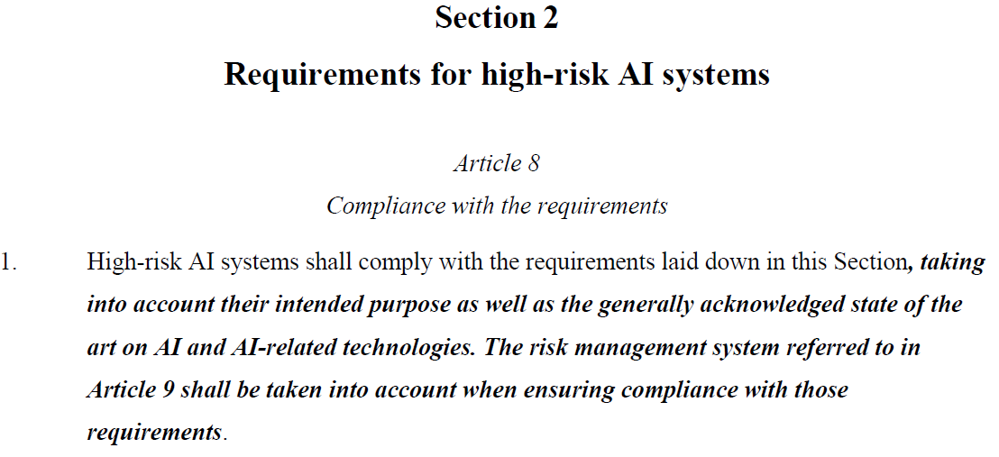 Section 2
Requirements for high-risk AI systems
Article 8
Compliance with the requirements
1. High-risk AI systems shall comply with the requirements laid down in this Section, taking
into account their intended purpose as well as the generally acknowledged state of the
art on AI and AI-related technologies. The risk management system referred to in
Article 9 shall be taken into account when ensuring compliance with those
requirements.